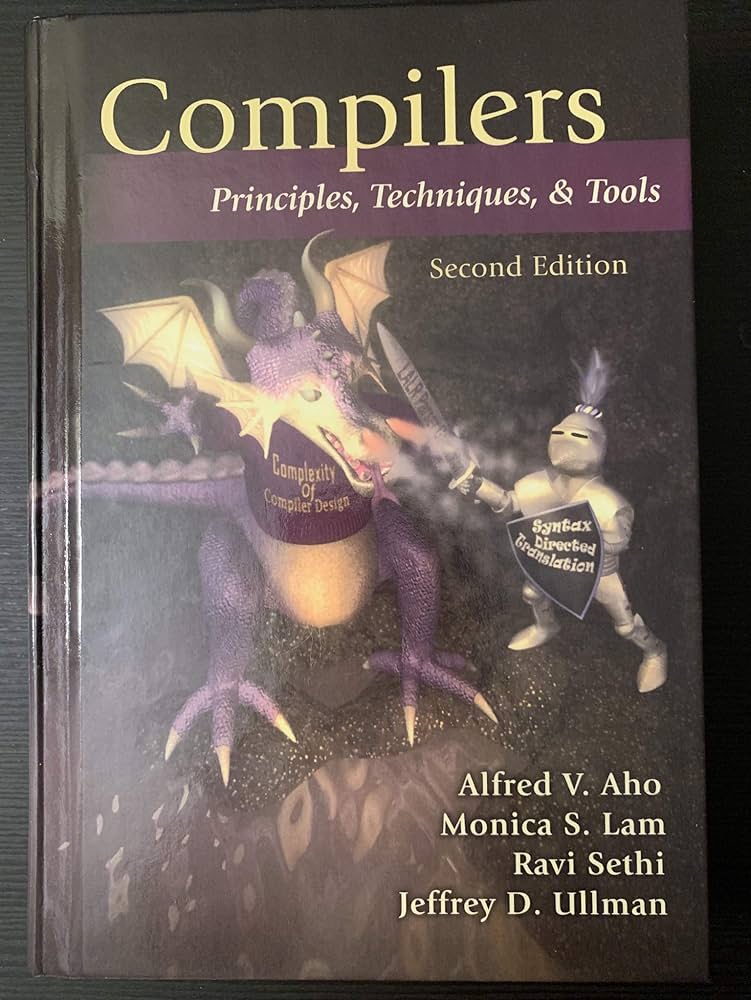 Compilers
Principles, Techniques, & Tools
Second Edition
LALR
Complexity
Of
Compiler Design
Syntax
Directed
Translation
Alfred V. Aho
Monica S. Lam
Ravi Sethi
Jeffrey D. Ullman